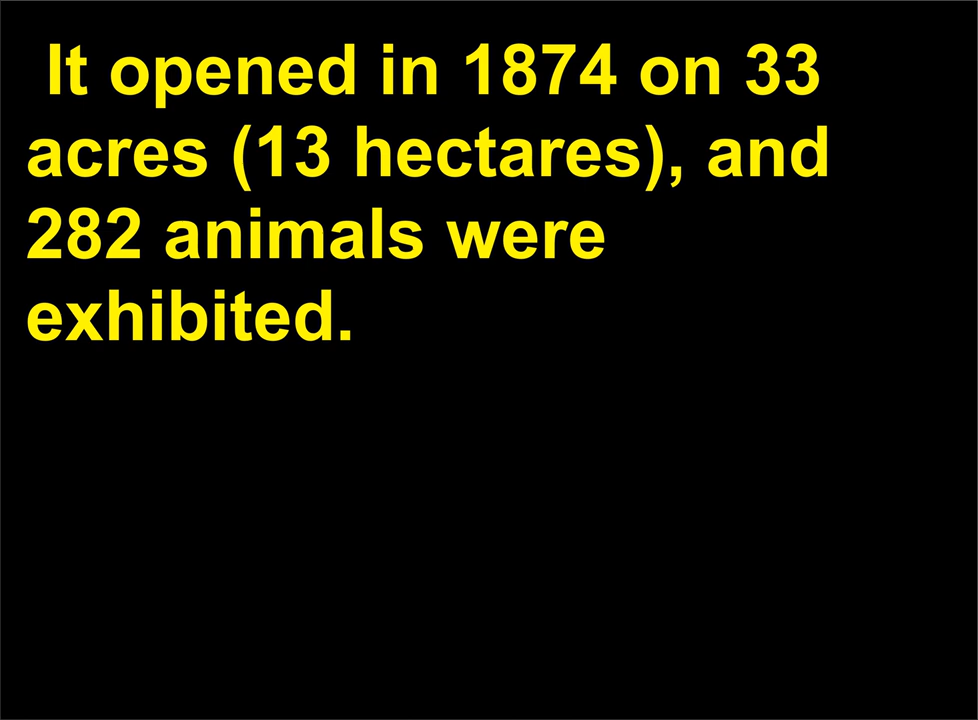 It opened in 1874 on 33
acres (13 hectares), and
282 animals were
exhibited.